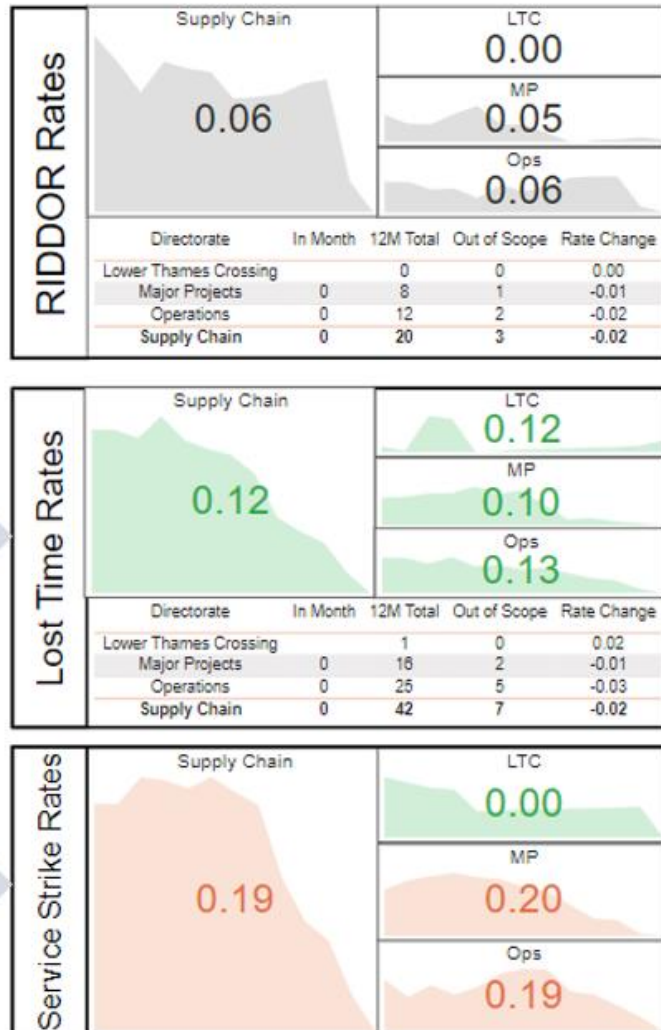 RIDDOR Rates
Supply Chain
0.06
LTC
0.00
MP
0.05
Ops
0.06
Directorate In Month 12M Total Out of Scope Rate Change
Lower Thames Crossing 0 0 0.00
Major Projects 0 8 1 -0.01
Operations 0 12 2 -0.02
Supply Chain 0 20 3 -0.02
Lost Time Rates
Supply Chain
0.12
LTC
0.12
MP
0.10
Ops
0.13
Directorate In Month 12M Total Out of Scope Rate Change
Lower Thames Crossing 1 0 0.02
Major Projects 0 16 2 -0.01
Operations 0 25 5 -0.03
Supply Chain 0 42 7 -0.02
Service Strike Rates
Supply Chain
0.19
LTC
0.00
MP
0.20
Ops
0.19